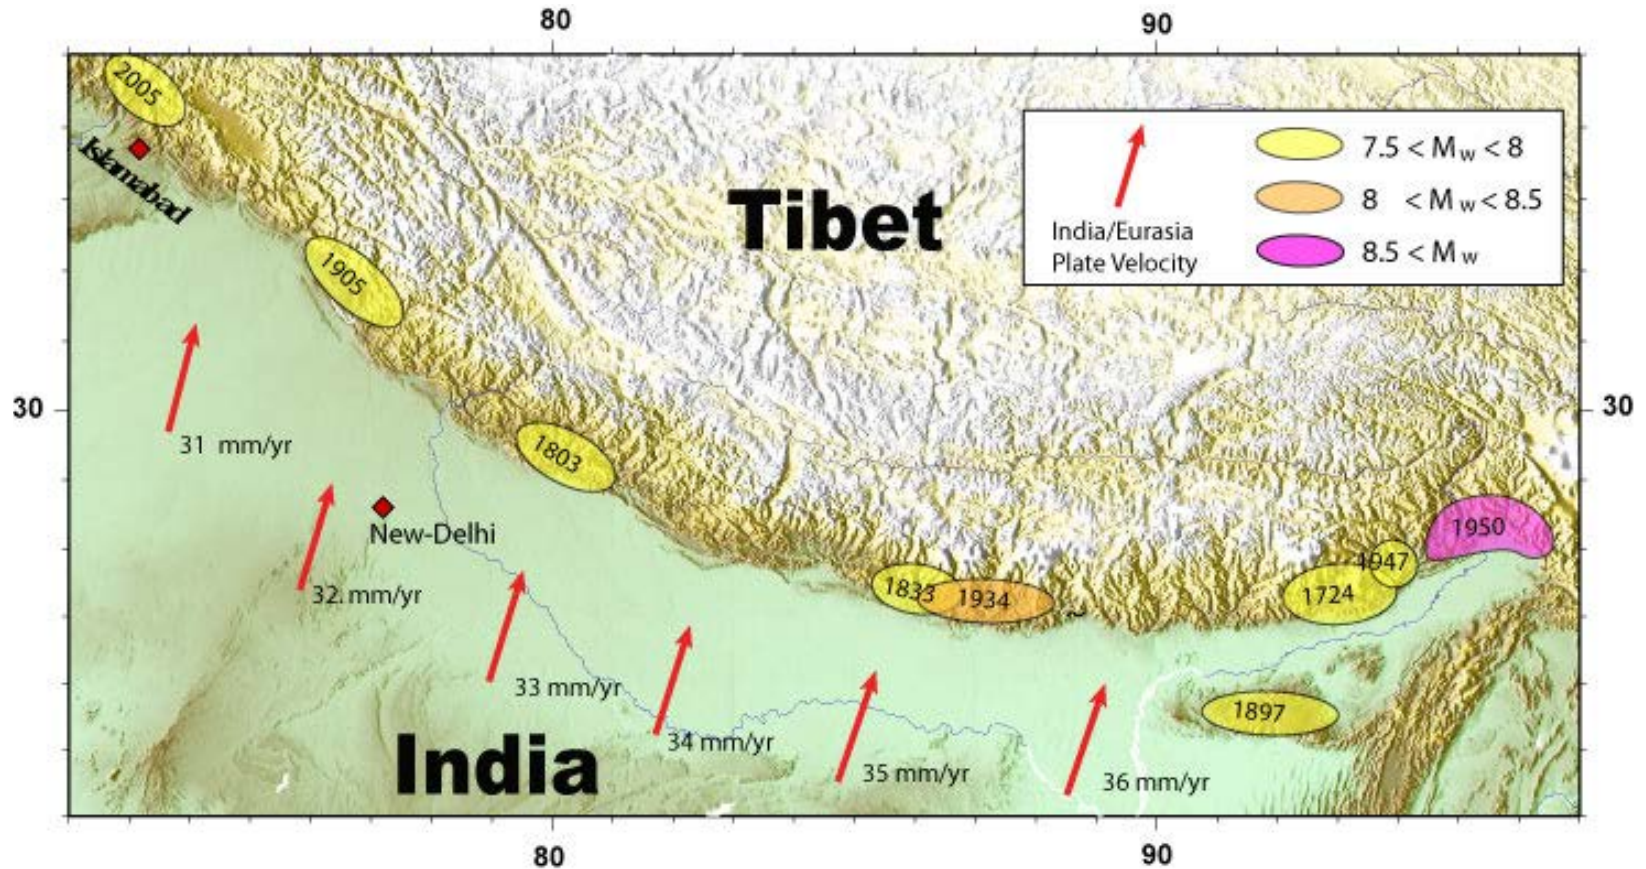 80
90
2005
Islamabad
1905
Tibet
India/Eurasia
Plate Velocity
7.5 < Mw < 8
8 < Mw < 8.5
8.5 < Mw
30
30
31 mm/yr
1803
New-Delhi
32. mm/yr
1950
1947
1833
1934
1724
33 mm/yr
1897
34 mm/yr
35 mm/yr
36 mm/yr
India
80
90